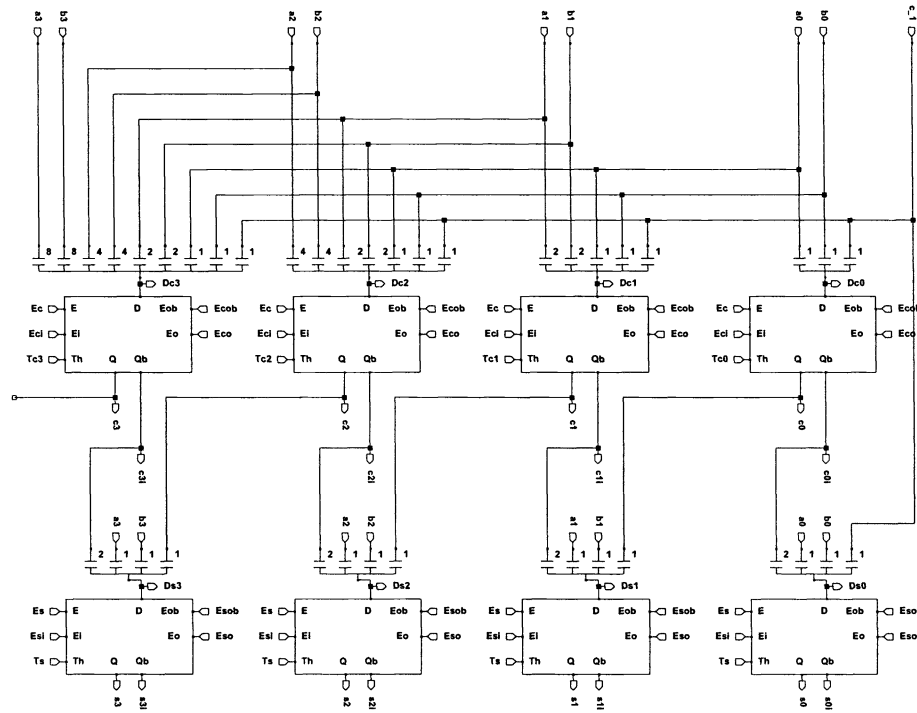 a3 b3 a2 b2 a1 b1 a0 b0 c_1
8 8 4 4 2 2 1 1 1 4 4 2 2 1 1 1 2 2 1 1 1 1 1 1
Dc3 Dc2 Dc1 Dc0
Ec E D Eob Ecob Ec E D Eob Ecob Ec E D Eob Ecob Ec E D Eob Ecob
Eci Ei Eo Eco Eci Ei Eo Eco Eci Ei Eo Eco Eci Ei Eo Eco
Tc3 Th Q Qb Tc2 Th Q Qb Tc1 Th Q Qb Tc0 Th Q Qb
c3 c2 c1 c0
c3i c2i c1i c0i
a3 b3 a2 b2 a1 b1 a0 b0
2 1 1 1 2 1 1 1 2 1 1 1 2 1 1 1
Ds3 Ds2 Ds1 Ds0
Es E D Eob Esob Es E D Eob Esob Es E D Eob Esob Es E D Eob Esob
Esi Ei Eo Eso Esi Ei Eo Eso Esi Ei Eo Eso Esi Ei Eo Eso
Ts Th Q Qb Ts Th Q Qb Ts Th Q Qb Ts Th Q Qb
s3 s3i s2 s2i s1 s1i s0 s0i